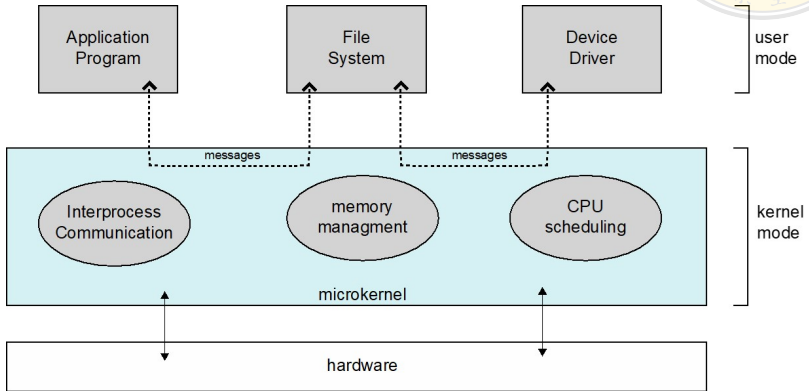 Application
Program
File
System
Device
Driver
user
mode
messages
messages
Interprocess
Communication
memory
managment
CPU
scheduling
kernel
mode
microkernel
hardware